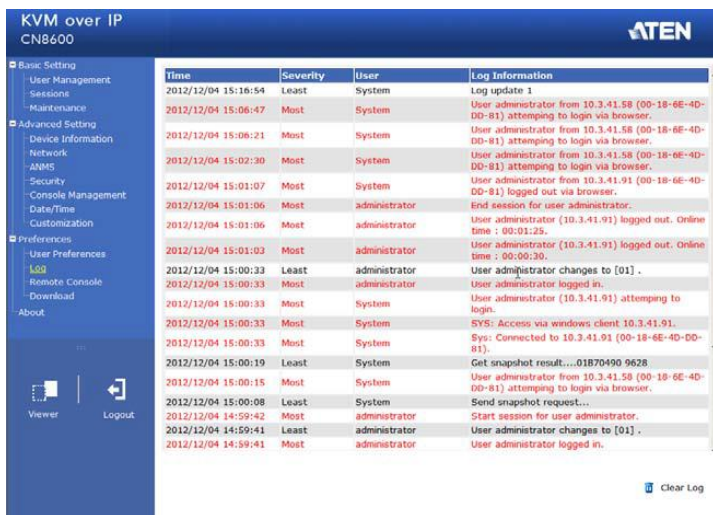 KVM over IP
CN8600
ATEN
Basic Setting
User Management
Sessions
Maintenance
Advanced Setting
Device Information
Network
ANMS
Security
Console Management
Date/Time
Customization
Preferences
User Preferences
Log
Remote Console
Download
About
Viewer
Logout
Time Severity User Log Information
2012/12/04 15:16:54 Least System Log update 1
2012/12/04 15:06:47 Most System User administrator from 10.3.41.58 (00-18-6E-4D-
DD-81) attemping to login via browser.
2012/12/04 15:06:21 Most System User administrator from 10.3.41.58 (00-18-6E-4D-
DD-81) attemping to login via browser.
2012/12/04 15:02:30 Most System User administrator from 10.3.41.58 (00-18-6E-4D-
DD-81) attemping to login via browser.
2012/12/04 15:01:07 Most System User administrator from 10.3.41.91 (00-18-6E-4D-
DD-81) logged out via browser.
2012/12/04 15:01:06 Most administrator End session for user administrator.
2012/12/04 15:01:06 Most administrator User administrator (10.3.41.91) logged out. Online
time : 00:01:25.
2012/12/04 15:01:03 Most administrator User administrator (10.3.41.91) logged out. Online
time : 00:00:30.
2012/12/04 15:00:33 Least administrator User administrator changes to [01] .
2012/12/04 15:00:33 Most administrator User administrator logged in.
2012/12/04 15:00:33 Most System User administrator (10.3.41.91) attemping to
login.
2012/12/04 15:00:33 Most System SYS: Access via windows client 10.3.41.91.
2012/12/04 15:00:33 Most System Sys: Connected to 10.3.41.91 (00-18-6E-4D-DD-
81).
2012/12/04 15:00:19 Least System Get snapshot result....01B70490 9628
2012/12/04 15:00:15 Most System User administrator from 10.3.41.58 (00-18-6E-4D-
DD-81) attemping to login via browser.
2012/12/04 15:00:08 Least System Send snapshot request...
2012/12/04 14:59:42 Most administrator Start session for user administrator.
2012/12/04 14:59:41 Least administrator User administrator changes to [01] .
2012/12/04 14:59:41 Most administrator User administrator logged in.
Clear Log